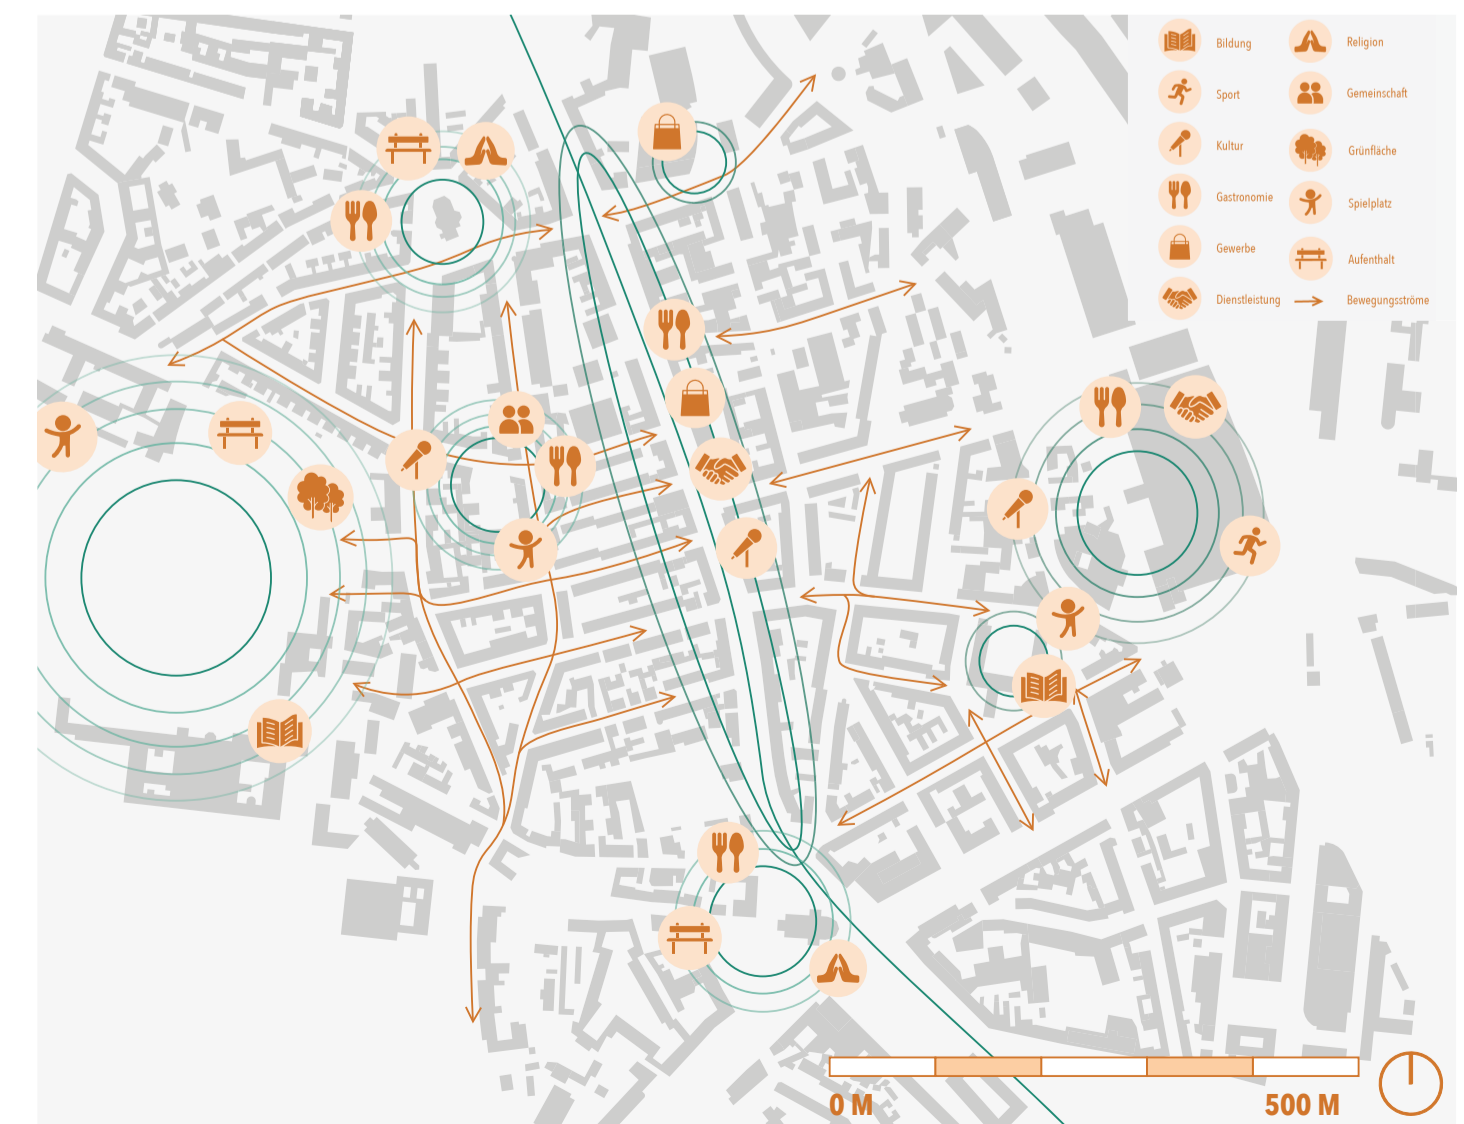 Bildung
Religion
Sport
Gemeinschaft
Kultur
Grünfläche
Gastronomie
Spielplatz
Gewerbe
Aufenthalt
Dienstleistung
Bewegungsströme
0 M
500 M